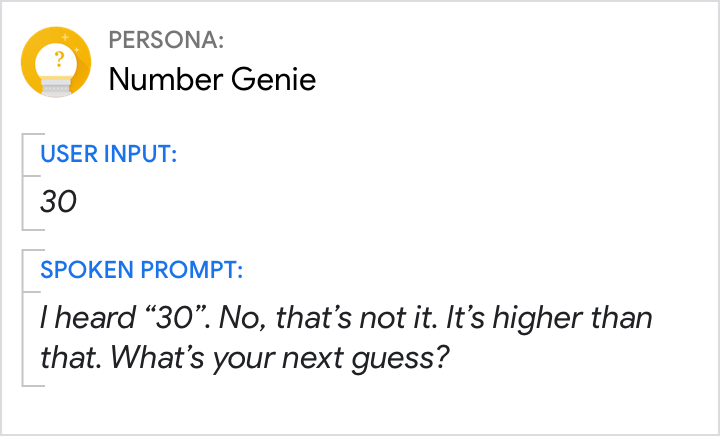 PERSONA:
Number Genie
USER INPUT:
30
SPOKEN PROMPT:
I heard “30”. No, that’s not it. It’s higher than
that. What’s your next guess?